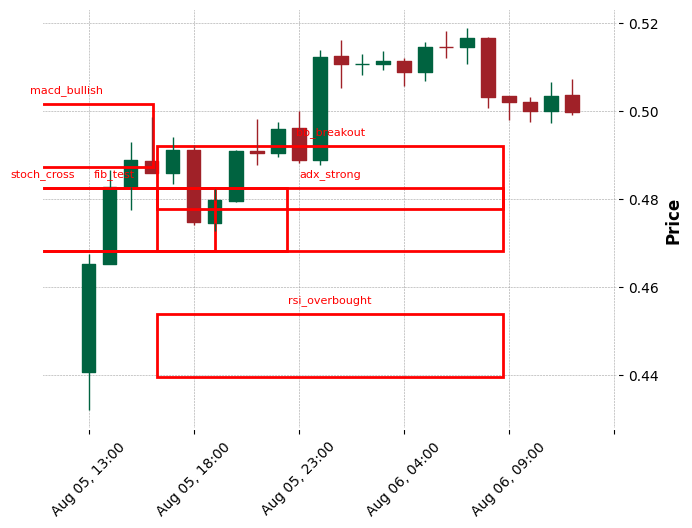 0.52
macd_bullish
0.50
stoch_cross
adx_strong
0.48
Price
0.46
rsi_overbought
0.44
Aug 05, 13:00
Aug 05, 18:00
Aug 05, 23:00
Aug 06, 04:00
Aug 06, 09:00